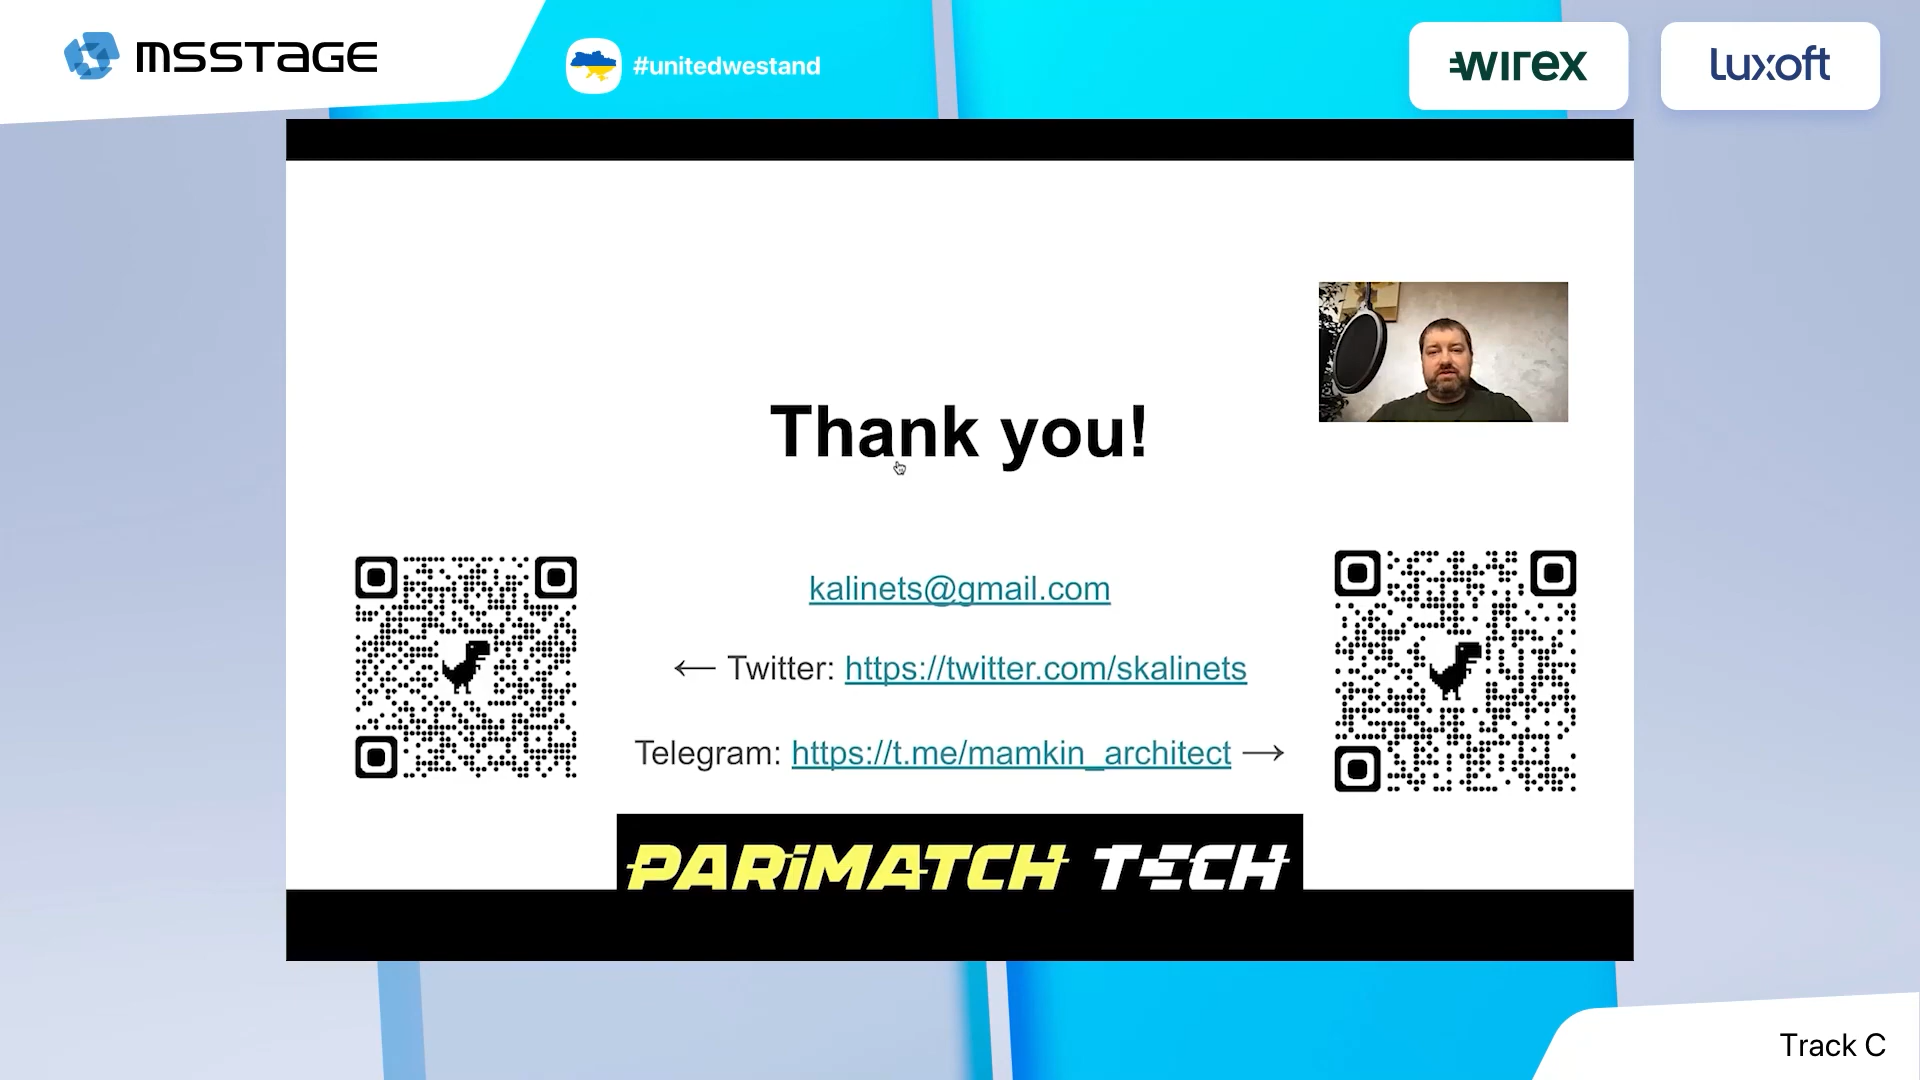 MSSTAGE
#unitedwestand
wirex
luxoft
Thank you!
kalinets@gmail.com
← Twitter: https://twitter.com/skalinets
Telegram: https://t.me/mamkin_architect →
PARIMATCH TECH
Track C